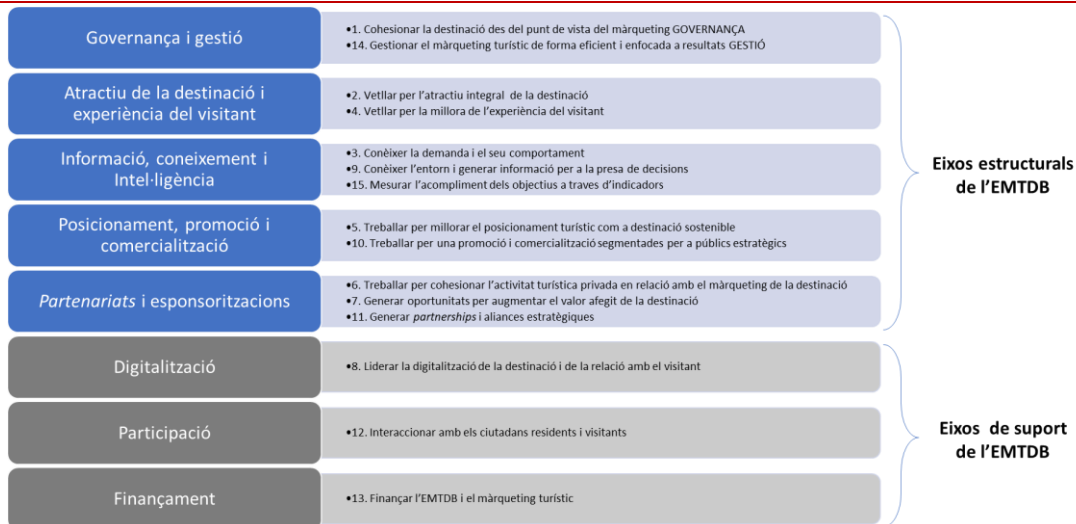 Governança i gestió
•1. Cohesionar la destinació des del punt de vista del màrqueting GOVERNANÇA
•14. Gestionar el màrqueting turístic de forma eficient i enfocada a resultats GESTIÓ
Atractiu de la destinació i
experiència del visitant
•2. Vetllar per l'atractiu integral de la destinació
•4. Vetllar per la millora de l'experiència del visitant
Informació, coneixement i
Intel·ligència
•3. Conèixer la demanda i el seu comportament
•9. Conèixer l'entorn i generar informació per a la presa de decisions
•15. Mesurar l'acompliment dels objectius a traves d'indicadors
Posicionament, promoció i
comercialització
•5. Treballar per millorar el posicionament turístic com a destinació sostenible
•10. Treballar per una promoció i comercialització segmentades per a públics estratègics
Partenariats i esponsoritzacions
•6. Treballar per cohesionar l'activitat turística privada en relació amb el màrqueting de la destinació
•7. Generar oportunitats per augmentar el valor afegit de la destinació
•11. Generar partnerships i aliances estratègiques
Eixos estructurals
de l'EMTDB
Digitalització
•8. Liderar la digitalització de la destinació i de la relació amb el visitant
Participació
•12. Interaccionar amb els ciutadans residents i visitants
Finançament
•13. Finançar l'EMTDB i el màrqueting turístic
Eixos de suport
de l'EMTDB